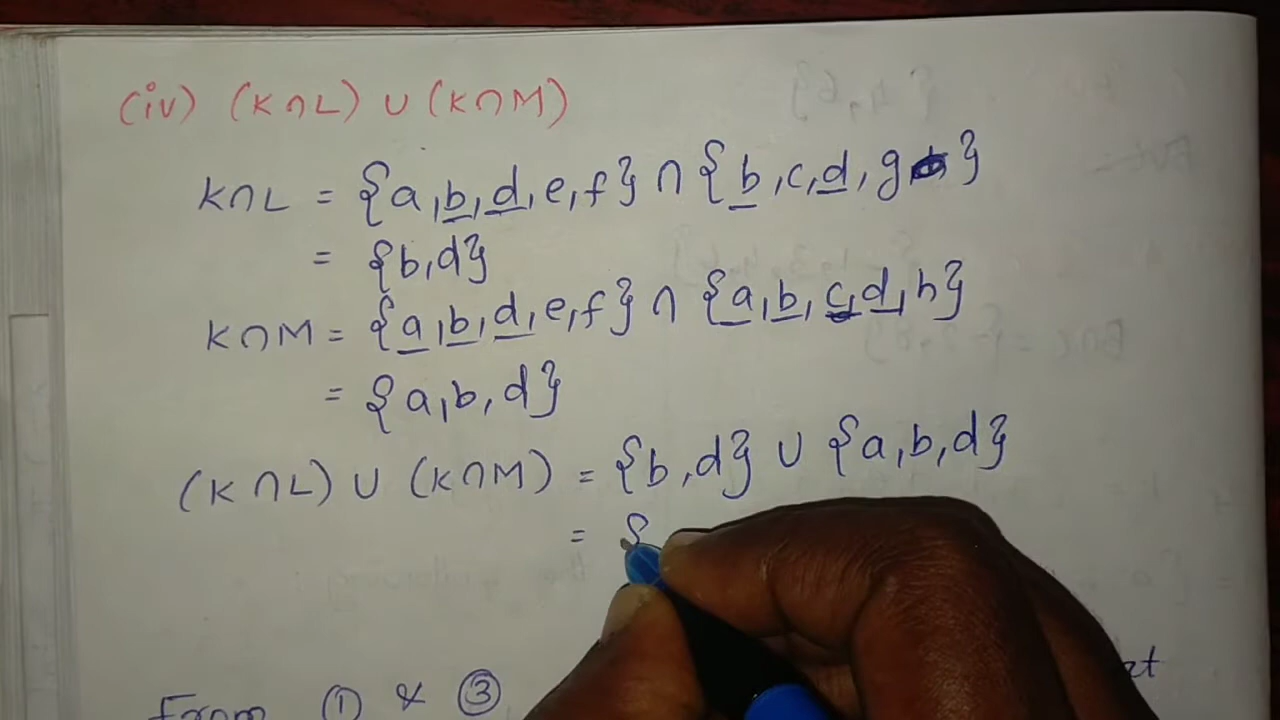 (iv) (K∩L) ∪ (K∩M)
K∩L = {a, b, d, e, f} ∩ {b, c, d, g}
= {b, d}
K∩M = {a, b, d, e, f} ∩ {a, b, c, d, h}
= {a, b, d}
(K∩L) ∪ (K∩M) = {b, d} ∪ {a, b, d}
= {
From ① & ③